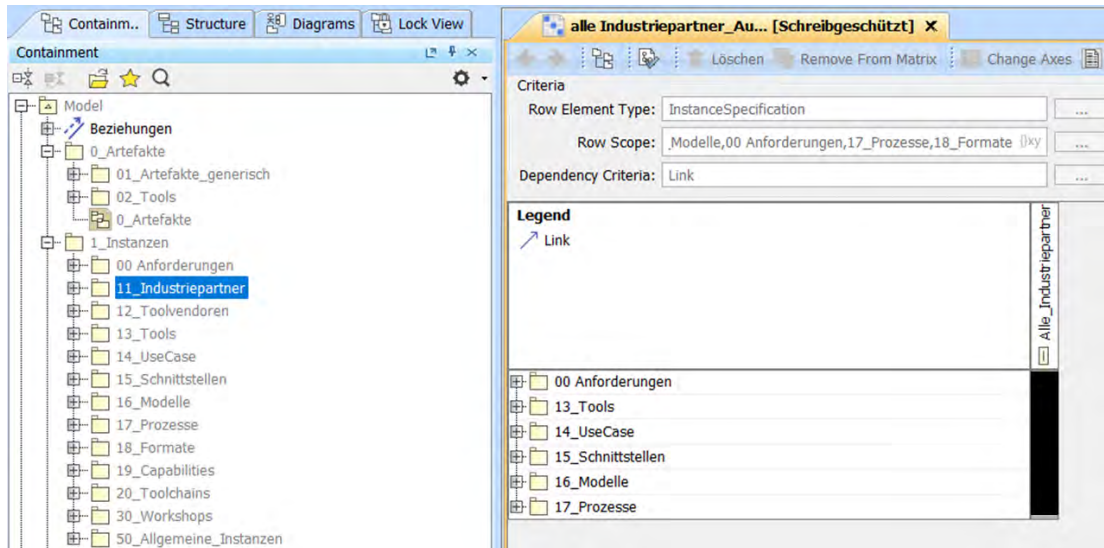 Containm..
Structure
Diagrams
Lock View
Containment
Model
Beziehungen
0_Artefakte
01_Artefakte_generisch
02_Tools
0_Artefakte
1_Instanzen
00 Anforderungen
11_Industriepartner
12_Toolvendoren
13_Tools
14_UseCase
15_Schnittstellen
16_Modelle
17_Prozesse
18_Formate
19_Capabilities
20_Toolchains
30_Workshops
50_Allgemeine_Instanzen
alle Industriepartner_Au... [Schreibgeschützt]
Löschen
Remove From Matrix
Change Axes
Criteria
Row Element Type: InstanceSpecification ...
Row Scope: _Modelle,00 Anforderungen,17_Prozesse,18_Formate {}xy ...
Dependency Criteria: Link ...
Legend
Link
Alle_Industriepartner
00 Anforderungen
13_Tools
14_UseCase
15_Schnittstellen
16_Modelle
17_Prozesse